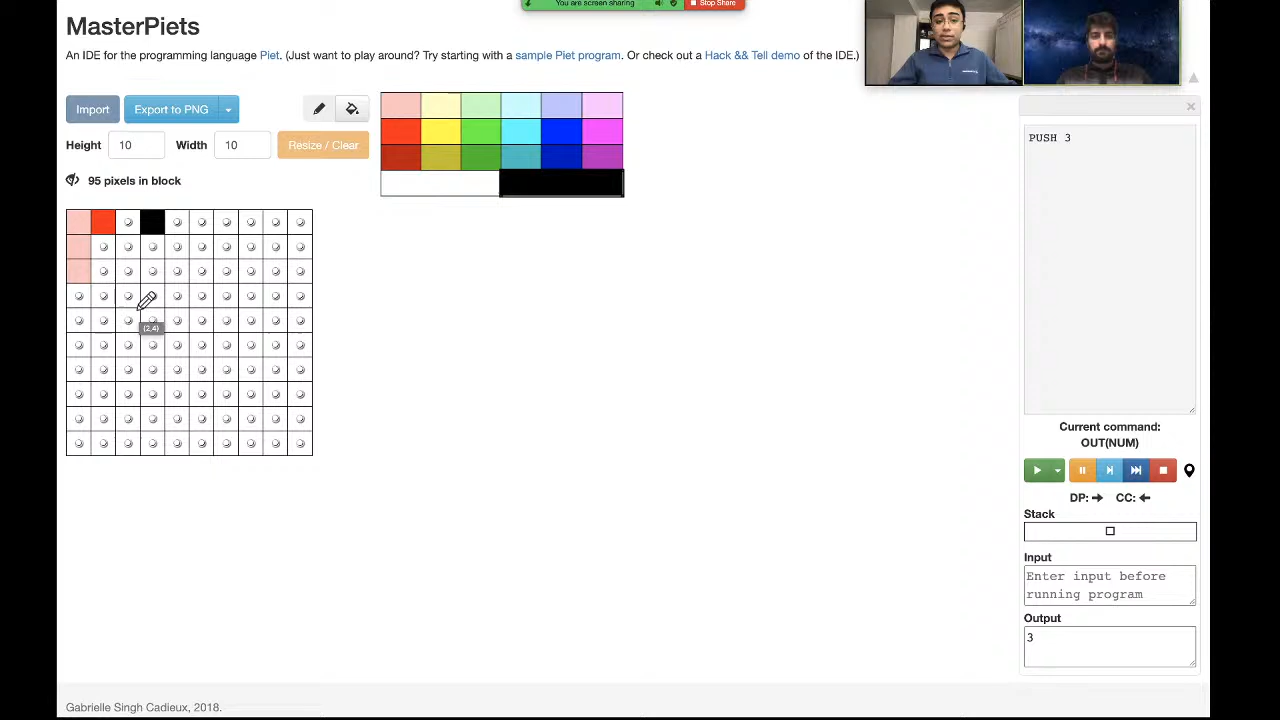 You are screen sharing
Stop Share
MasterPiets
An IDE for the programming language Piet. (Just want to play around? Try starting with a sample Piet program. Or check out a Hack && Tell demo of the IDE.)
Import
Export to PNG
Height 10 Width 10 Resize / Clear
95 pixels in block
(2,4)
PUSH 3
Current command:
OUT(NUM)
DP: CC:
Stack
Input
Enter input before
running program
Output
3
Gabrielle Singh Cadieux, 2018.